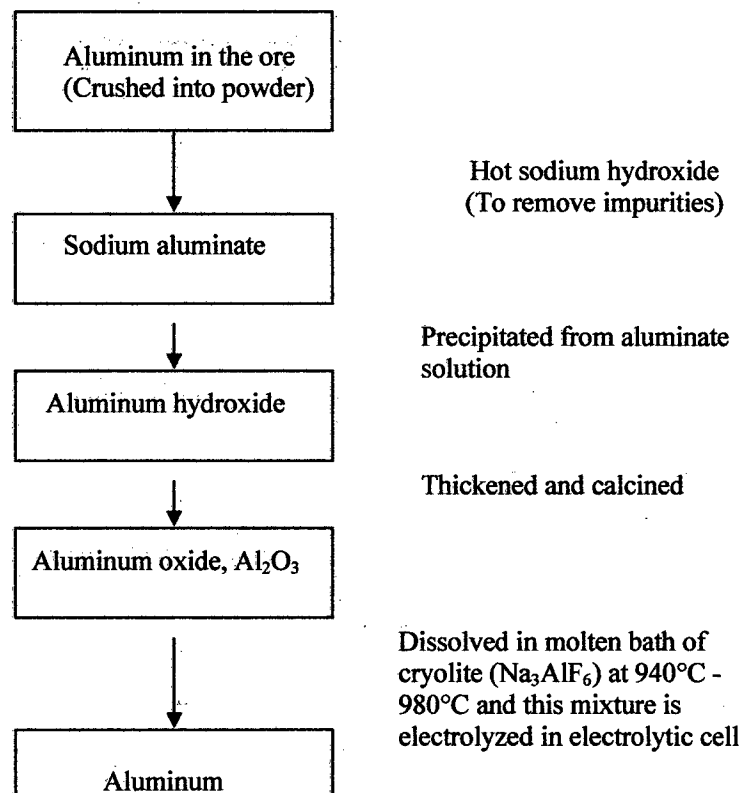 Aluminum in the ore
(Crushed into powder)
Hot sodium hydroxide
(To remove impurities)
Sodium aluminate
Precipitated from aluminate
solution
Aluminum hydroxide
Thickened and calcined
Aluminum oxide, Al₂O₃
Dissolved in molten bath of
cryolite (Na₃AlF₆) at 940°C -
980°C and this mixture is
electrolyzed in electrolytic cell
Aluminum